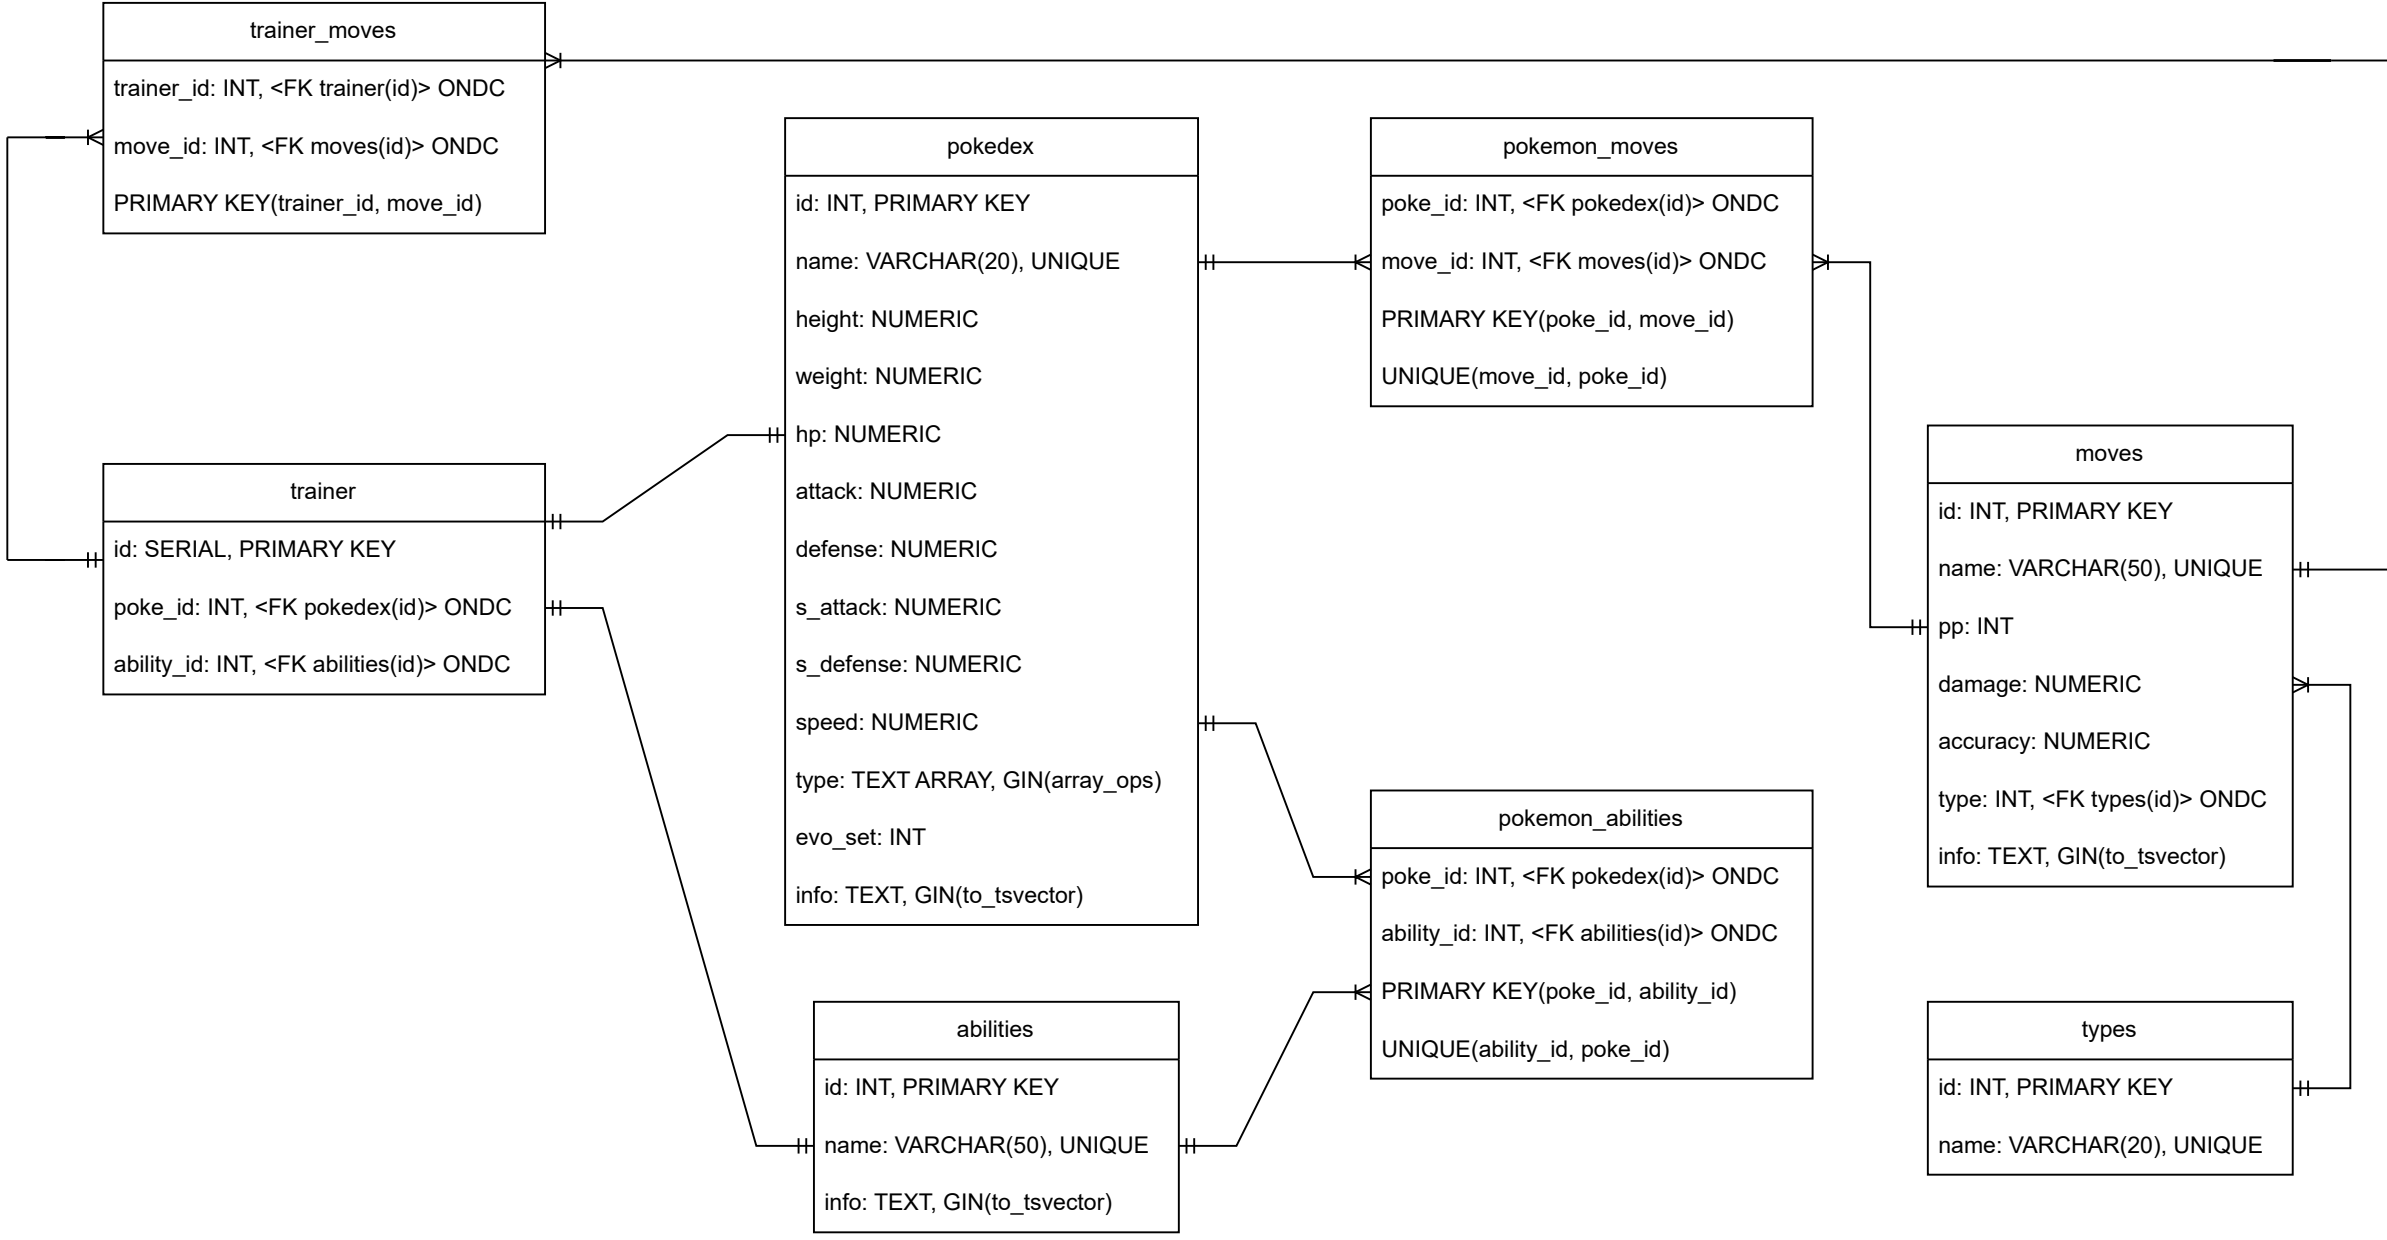 trainer_moves
trainer_id: INT, <FK trainer(id)> ONDC
move_id: INT, <FK moves(id)> ONDC
PRIMARY KEY(trainer_id, move_id)
trainer
id: SERIAL, PRIMARY KEY
poke_id: INT, <FK pokedex(id)> ONDC
ability_id: INT, <FK abilities(id)> ONDC
pokedex
id: INT, PRIMARY KEY
name: VARCHAR(20), UNIQUE
height: NUMERIC
weight: NUMERIC
hp: NUMERIC
attack: NUMERIC
defense: NUMERIC
s_attack: NUMERIC
s_defense: NUMERIC
speed: NUMERIC
type: TEXT ARRAY, GIN(array_ops)
evo_set: INT
info: TEXT, GIN(to_tsvector)
abilities
id: INT, PRIMARY KEY
name: VARCHAR(50), UNIQUE
info: TEXT, GIN(to_tsvector)
pokemon_moves
poke_id: INT, <FK pokedex(id)> ONDC
move_id: INT, <FK moves(id)> ONDC
PRIMARY KEY(poke_id, move_id)
UNIQUE(move_id, poke_id)
pokemon_abilities
poke_id: INT, <FK pokedex(id)> ONDC
ability_id: INT, <FK abilities(id)> ONDC
PRIMARY KEY(poke_id, ability_id)
UNIQUE(ability_id, poke_id)
moves
id: INT, PRIMARY KEY
name: VARCHAR(50), UNIQUE
pp: INT
damage: NUMERIC
accuracy: NUMERIC
type: INT, <FK types(id)> ONDC
info: TEXT, GIN(to_tsvector)
types
id: INT, PRIMARY KEY
name: VARCHAR(20), UNIQUE